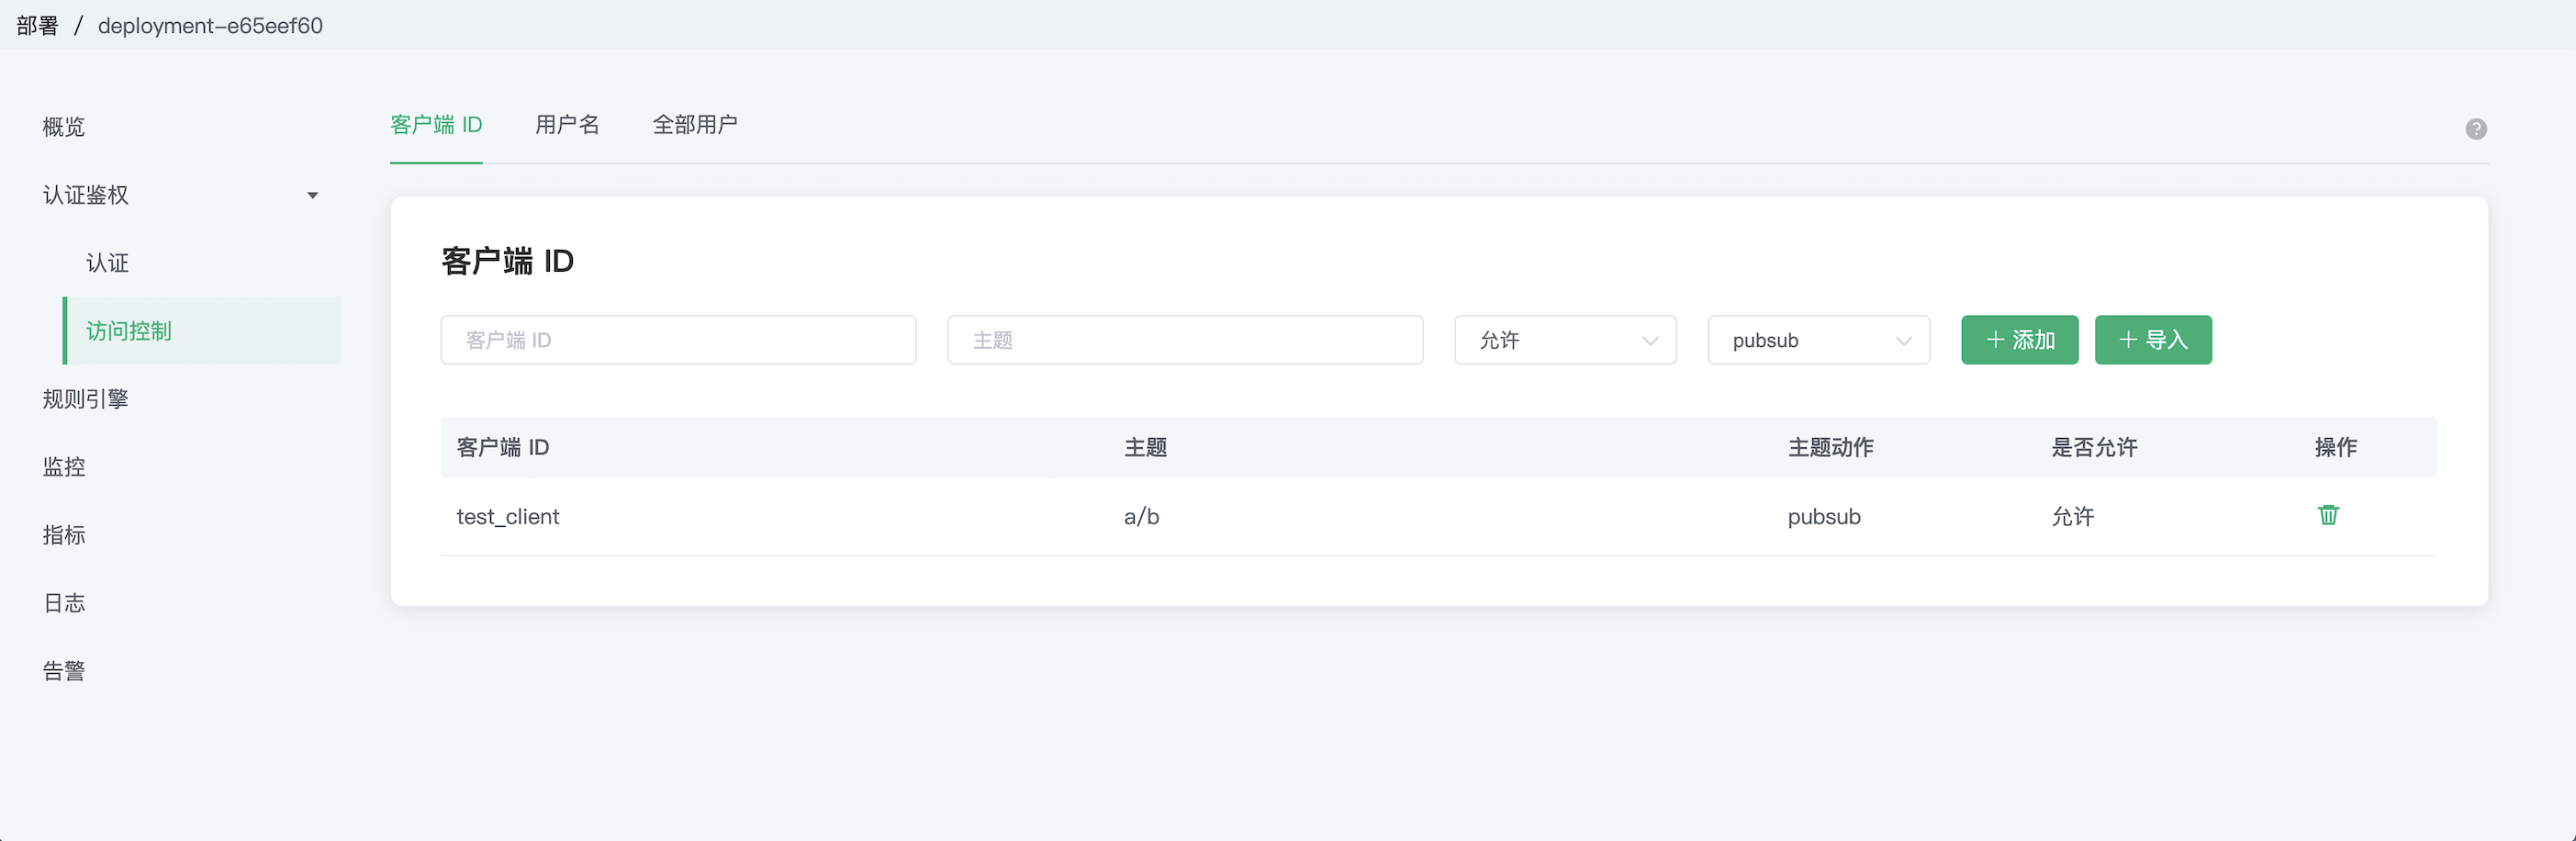 部署 / deployment-e65eef60
概览
认证鉴权
认证
访问控制
规则引擎
监控
指标
日志
告警
客户端 ID 用户名 全部用户
?
客户端 ID
客户端 ID 主题 允许 pubsub + 添加 + 导入
客户端 ID 主题 主题动作 是否允许 操作
test_client a/b pubsub 允许